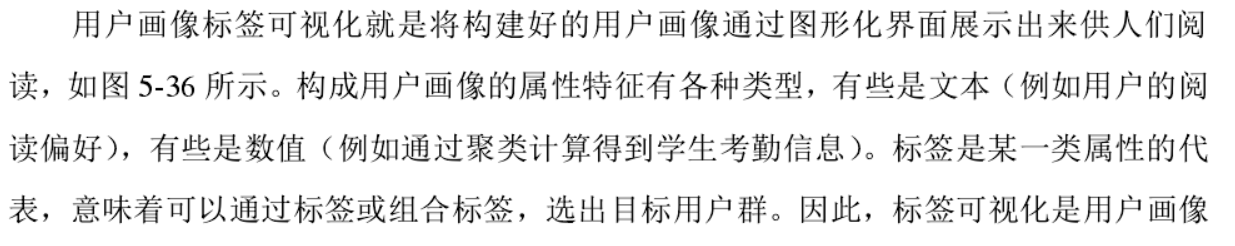 用户画像标签可视化就是将构建好的用户画像通过图形化界面展示出来供人们阅
读，如图 5-36 所示。构成用户画像的属性特征有各种类型，有些是文本（例如用户的阅
读偏好），有些是数值（例如通过聚类计算得到学生考勤信息）。标签是某一类属性的代
表，意味着可以通过标签或组合标签，选出目标用户群。因此，标签可视化是用户画像